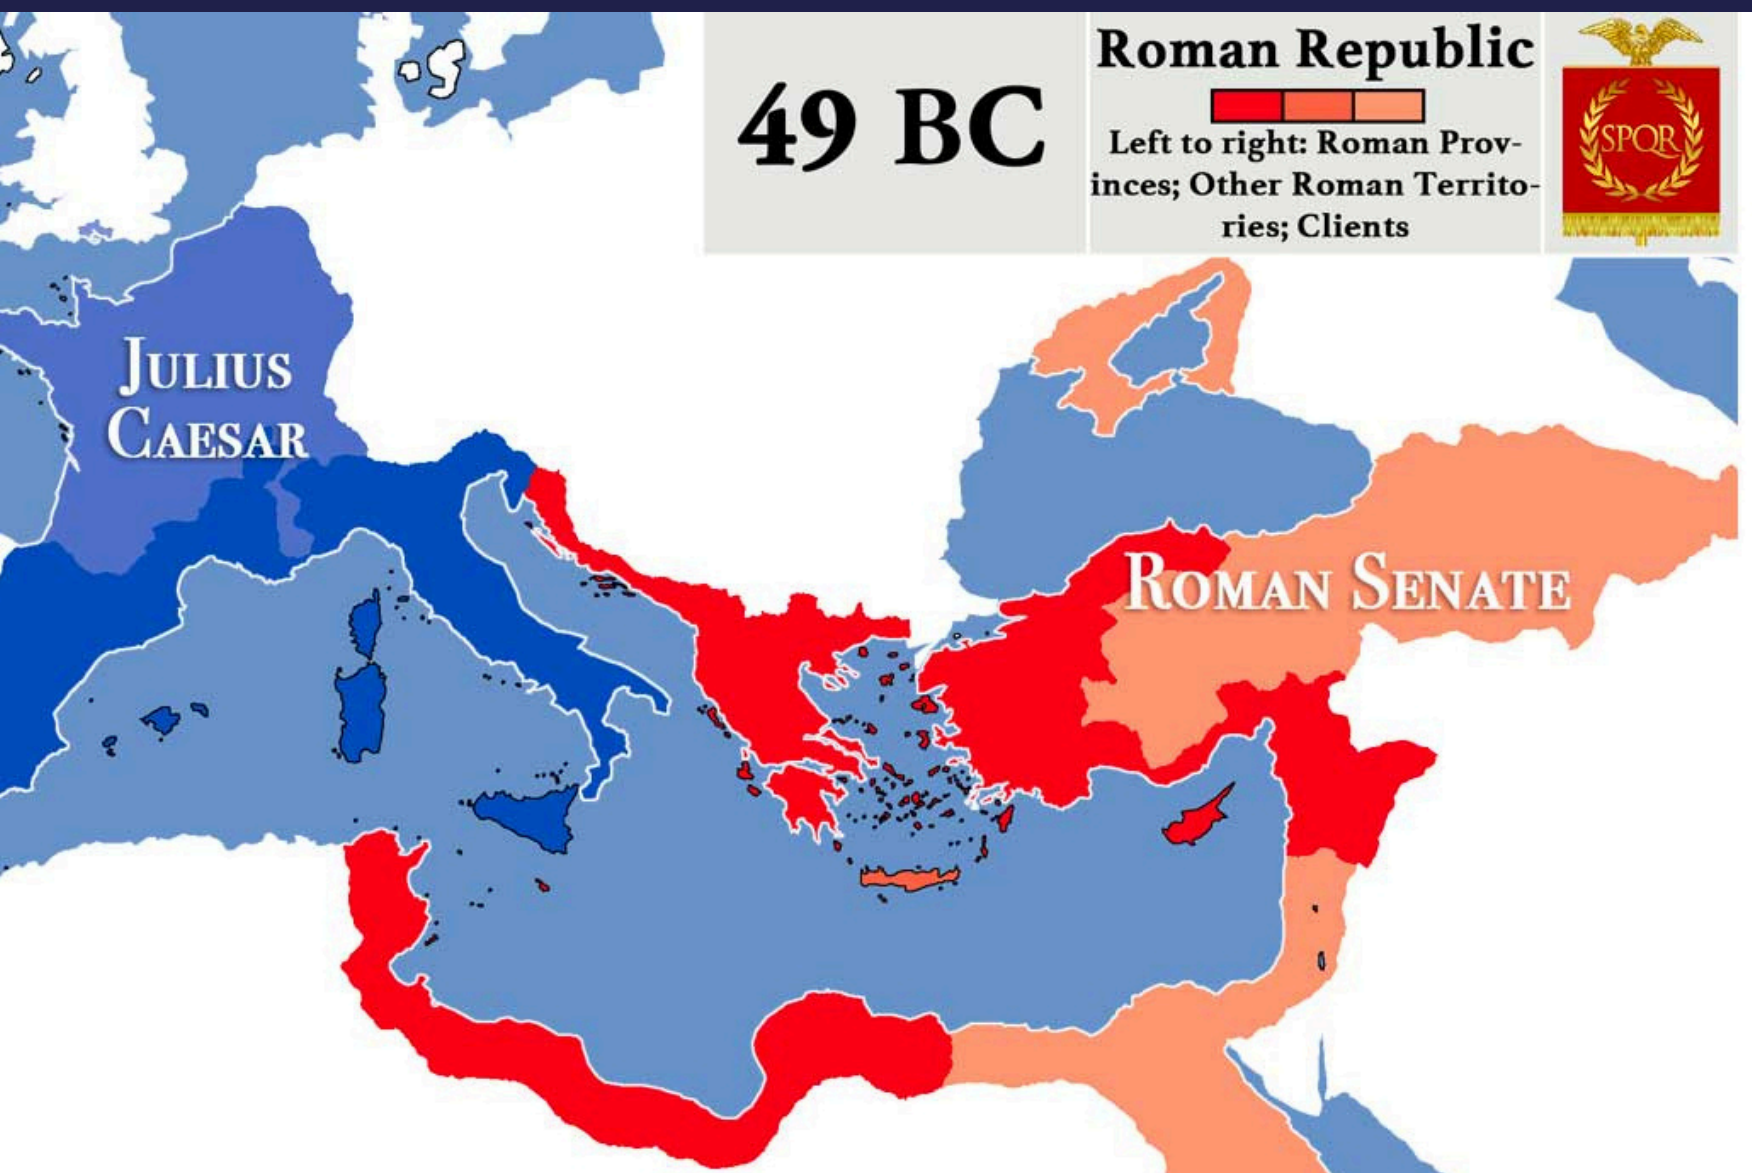 49 BC
Roman Republic
Left to right: Roman Prov-
inces; Other Roman Territo-
ries; Clients
SPQR
JULIUS
CAESAR
ROMAN SENATE